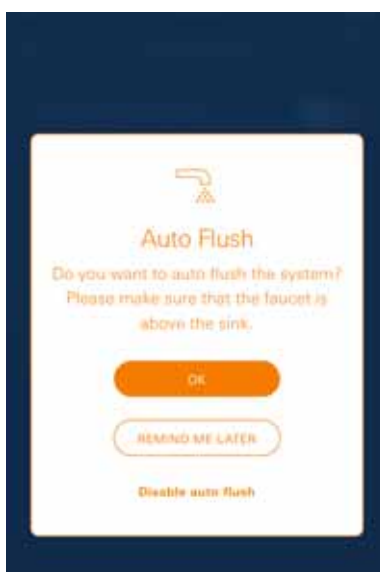 Auto Flush
Do you want to auto flush the system?
Please make sure that the faucet is
above the sink.
OK
REMIND ME LATER
Disable auto flush